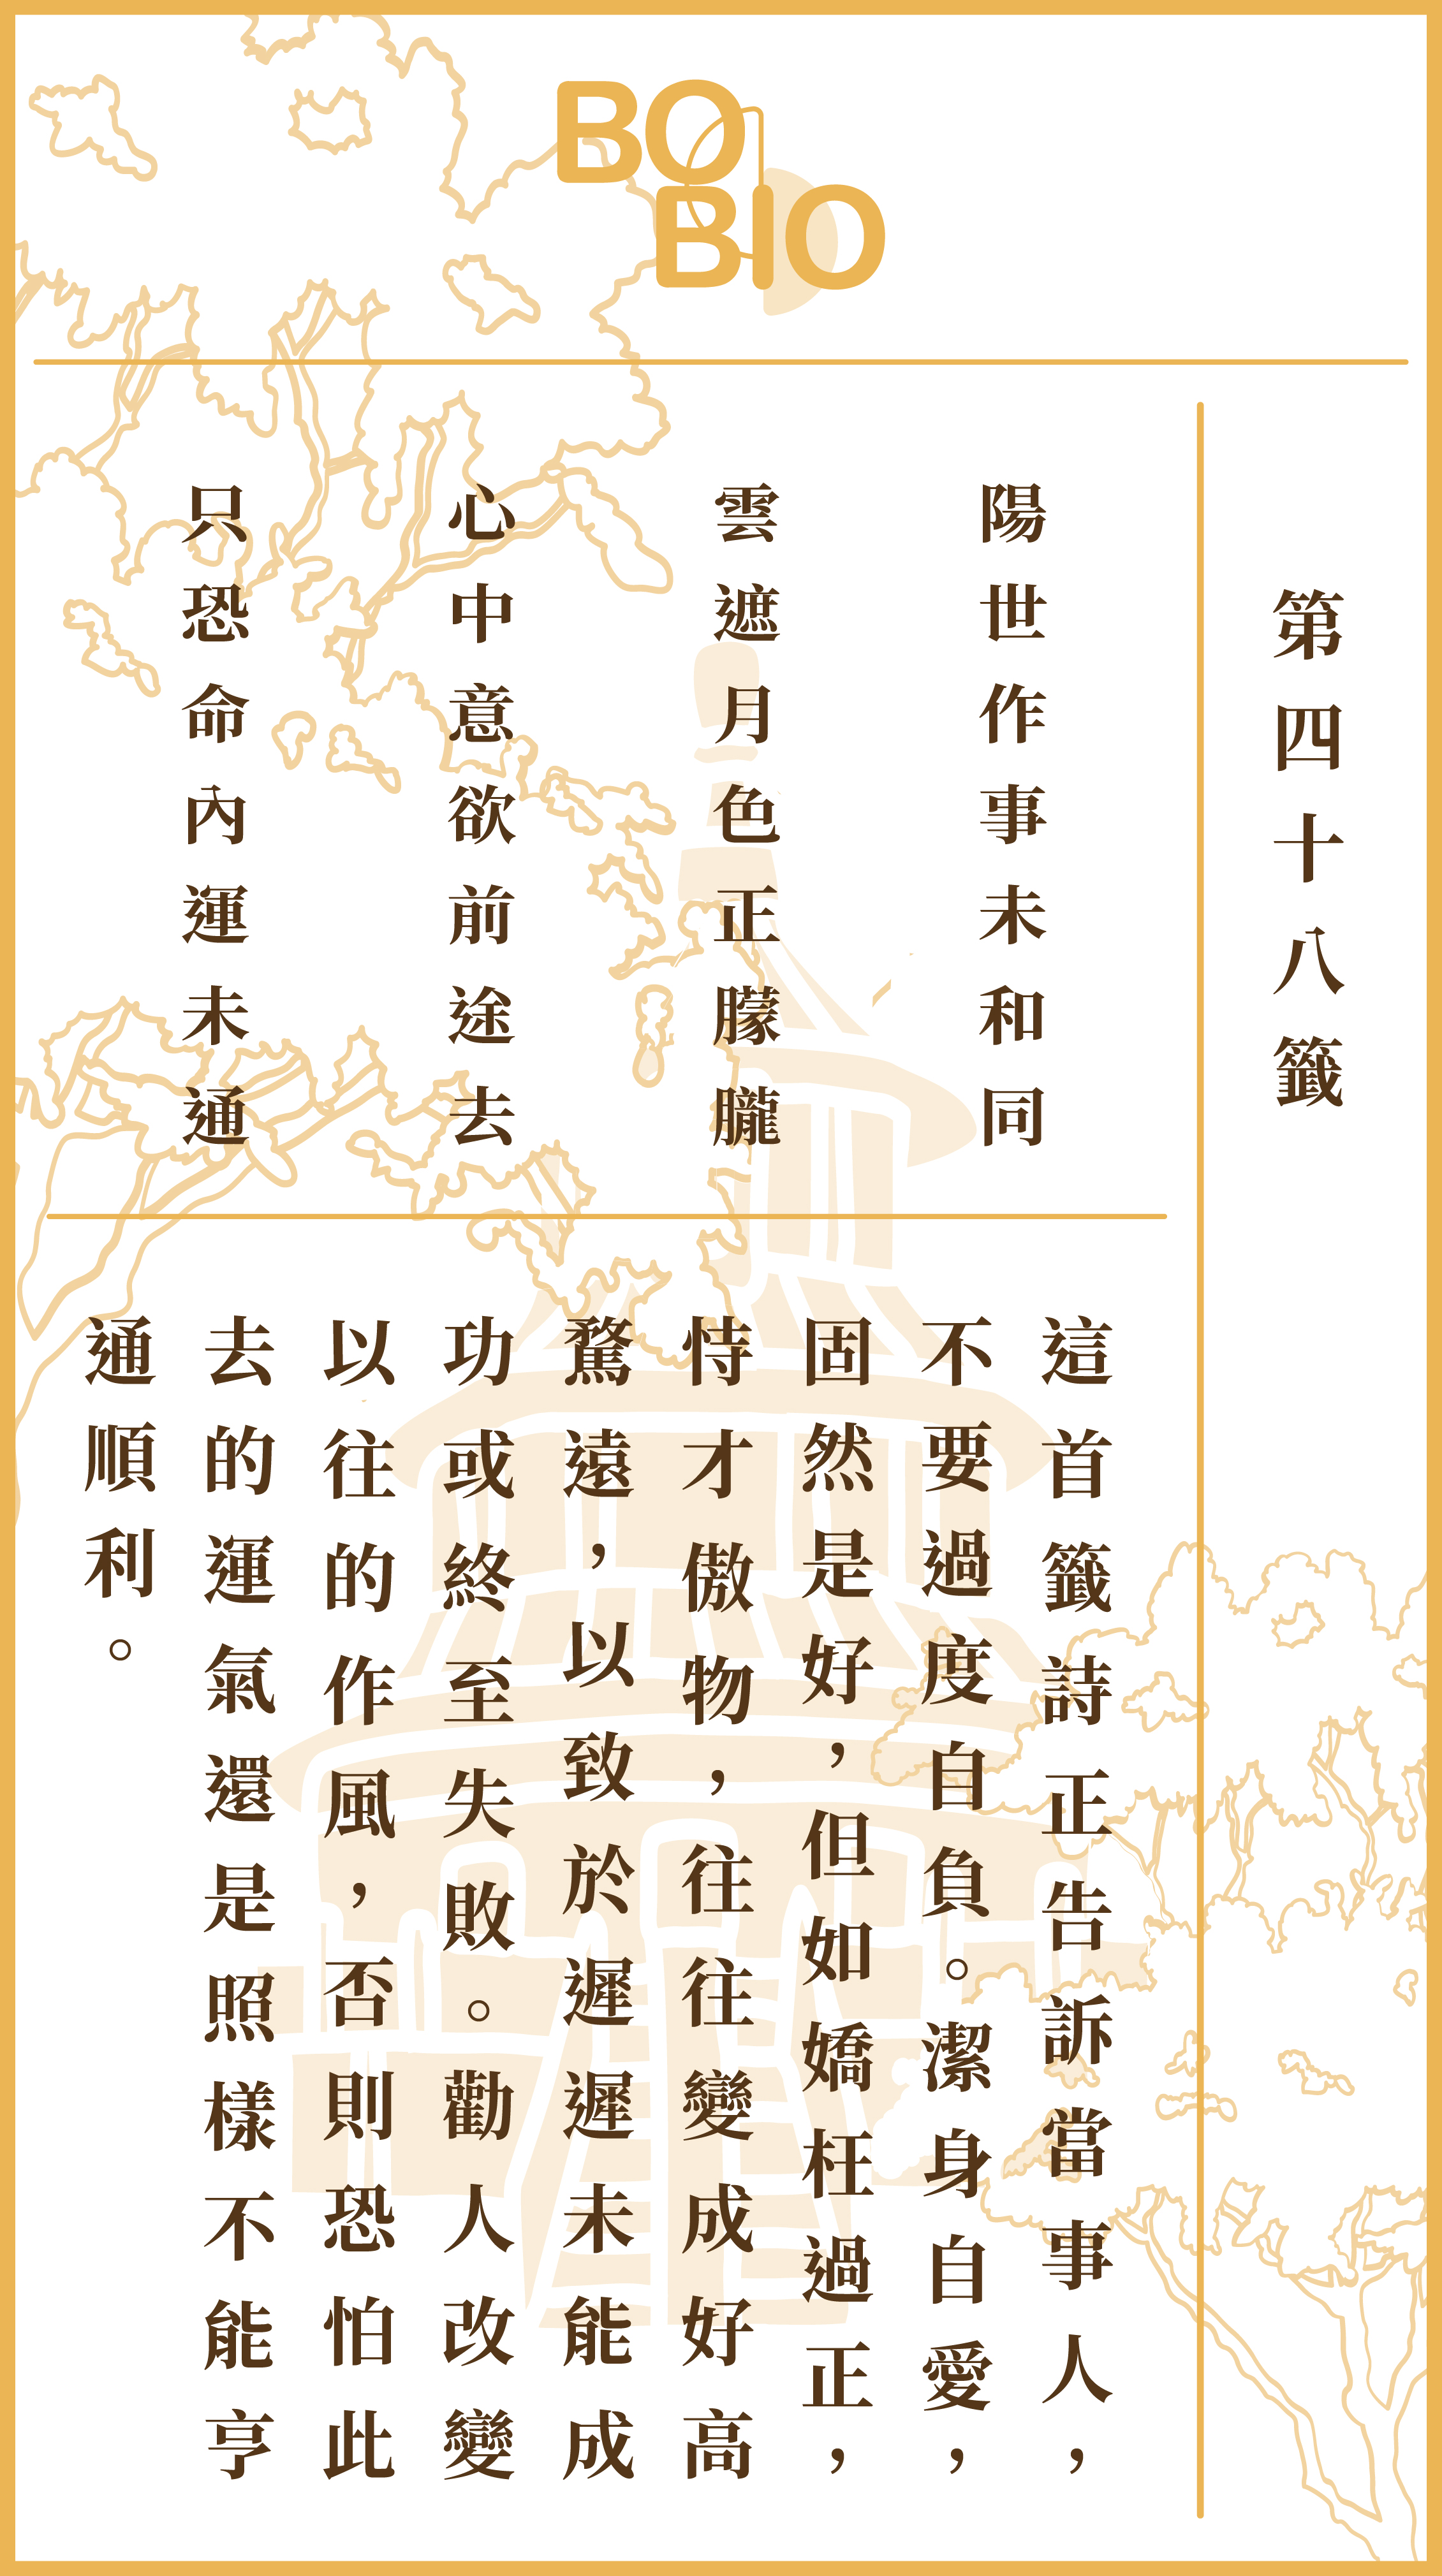 BO
BIO
第四十八籤
陽世作事未和同
雲遮月色正朦朧
心中意欲前途去
只恐命內運未通
這首籤詩正告訴當事人，
不要過度自負。潔身自愛，
固然是好，但如嬌枉過正，
恃才傲物，往往變成好高
騖遠，以致於遲遲未能成
功或終至失敗。勸人改變
以往的作風，否則恐怕此
去的運氣還是照樣不能亨
通順利。